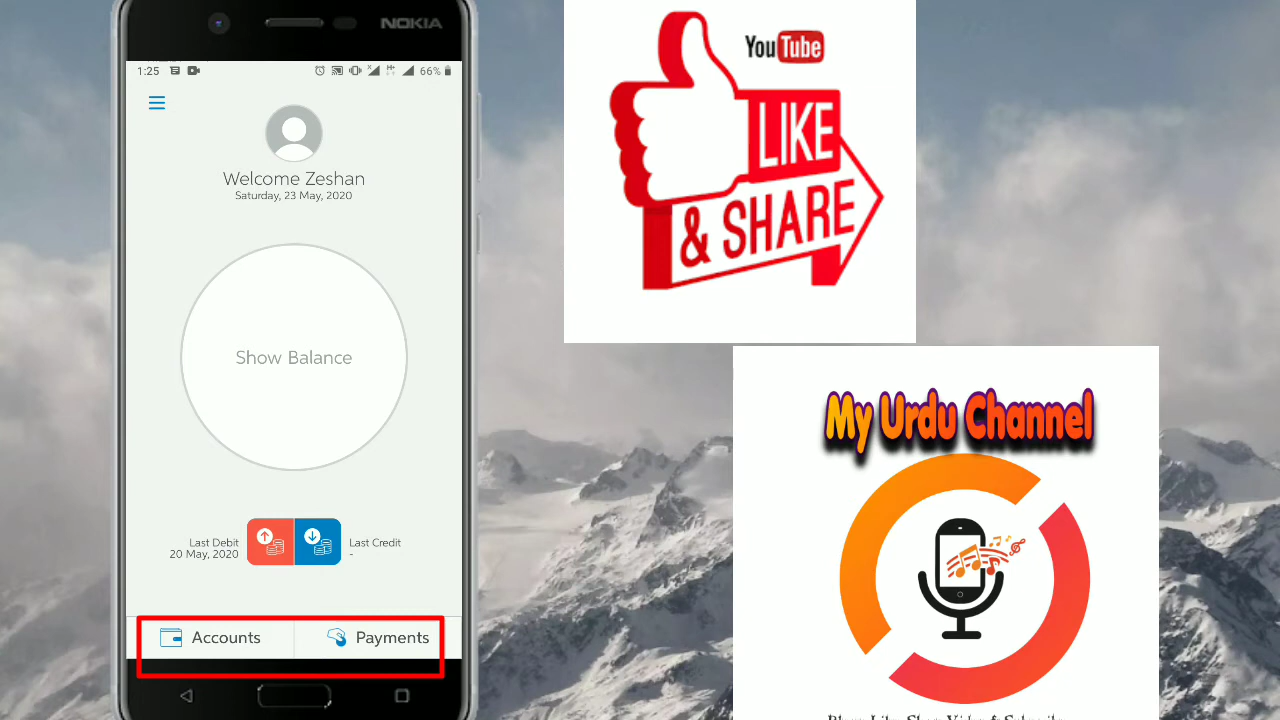 NOKIA
1:25
66%
Welcome Zeshan
Saturday, 23 May, 2020
Show Balance
Last Debit
20 May, 2020
Last Credit
-
Accounts
Payments
YouTube
LIKE
& SHARE
My Urdu Channel